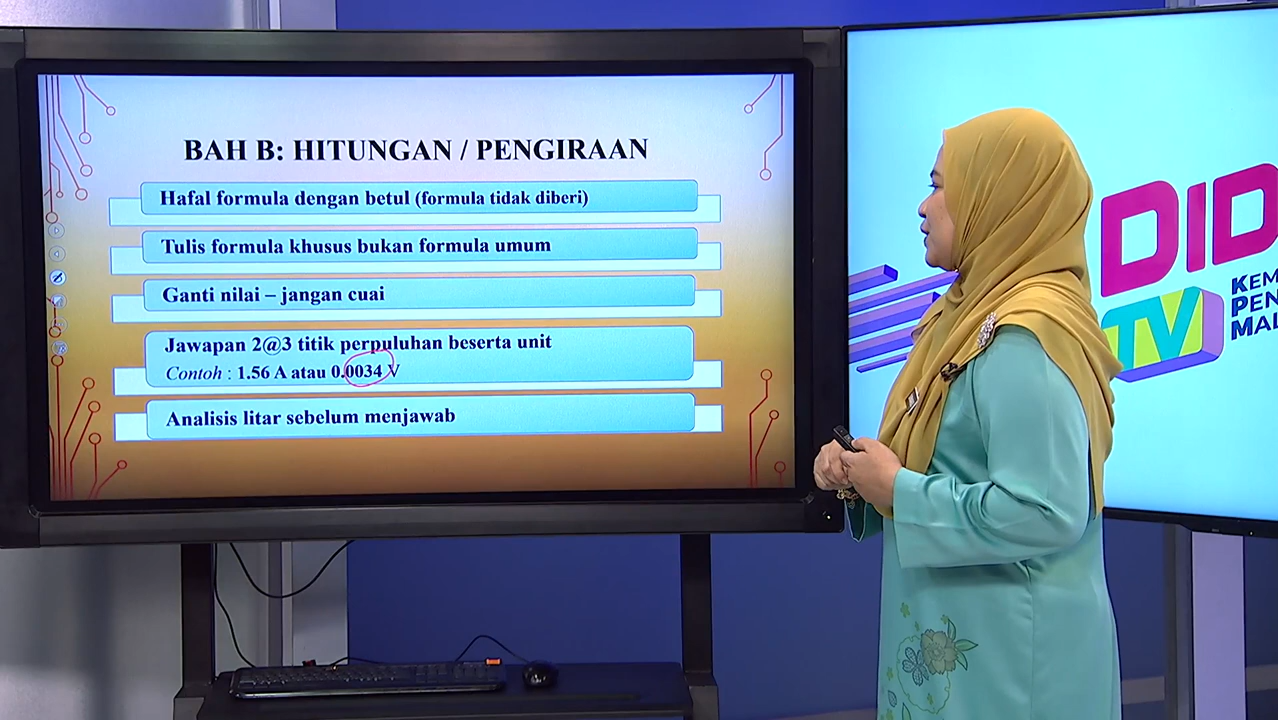 BAH B: HITUNGAN / PENGIRAAN
Hafal formula dengan betul (formula tidak diberi)
Tulis formula khusus bukan formula umum
Ganti nilai – jangan cuai
Jawapan 2@3 titik perpuluhan beserta unit
Contoh : 1.56 A atau 0.0034 V
Analisis litar sebelum menjawab
DID
TV
KEM
PEN
MAL